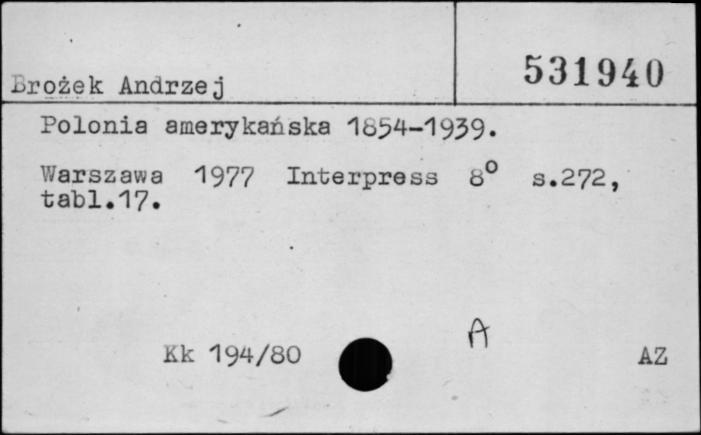 Brożek Andrzej
531940
Polonia amerykańska 1854-1939.
Warszawa 1977 Interpress 8° s.272,
tabl.17.
A
Kk 194/80
AZ